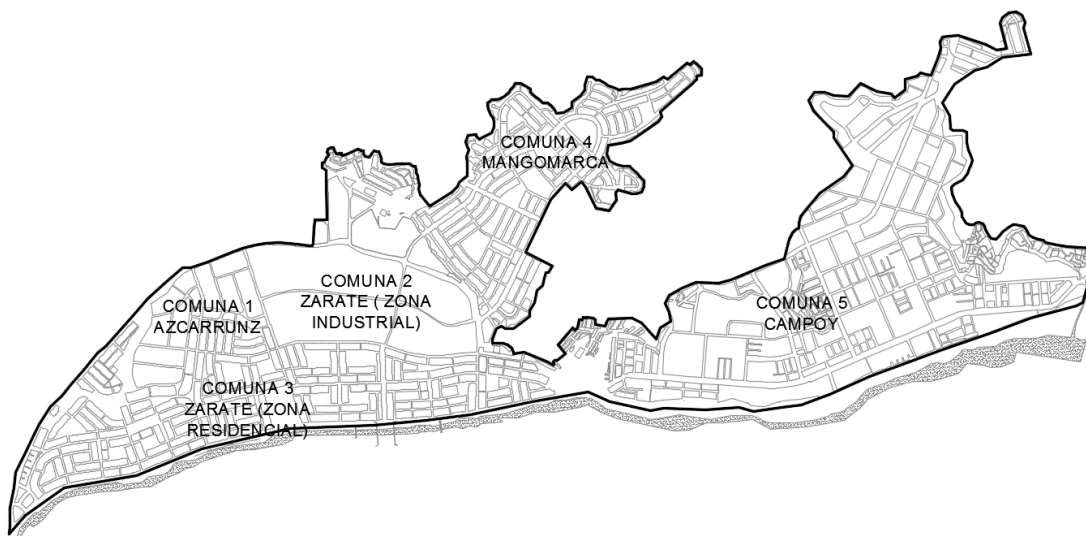 COMUNA 4
MANGOMARCA
COMUNA 2
ZARATE ( ZONA
INDUSTRIAL)
COMUNA 1
AZCARRUNZ
COMUNA 5
CAMPOY
COMUNA 3
ZARATE (ZONA
RESIDENCIAL)